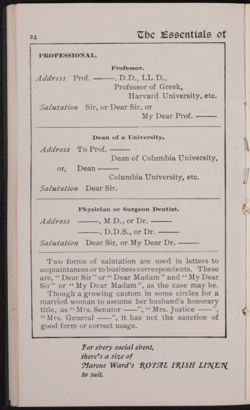 24
The Essentials of
PROFESSIONAL.
Professor.
Address Prof. ——, D.D., LL.D.,
Professor of Greek,
Harvard University, etc.
Salutation Sir, or Dear Sir, or
My Dear Prof. ——
Dean of a University.
Address To Prof. ——
Dean of Columbia University,
or, Dean ——
Columbia University, etc.
Salutation Dear Sir.
Physician or Surgeon Dentist.
Address ——, M.D., or Dr. ——
——, D.D.S., or Dr. ——
Salutation Dear Sir, or My Dear Dr. ——
Two forms of salutation are used in letters to
acquaintances or to business correspondents. These
are, "Dear Sir" or "Dear Madam" and "My Dear
Sir" or "My Dear Madam", as the case may be.
Though a growing custom in some circles for a
married woman to assume her husband's honorary
title, as "Mrs. Senator ——", "Mrs. Justice ——",
"Mrs. General ——", it has not the sanction of
good form or correct usage.
For every social event,
there's a size of
Marcus Ward's ROYAL IRISH LINEN
to suit.